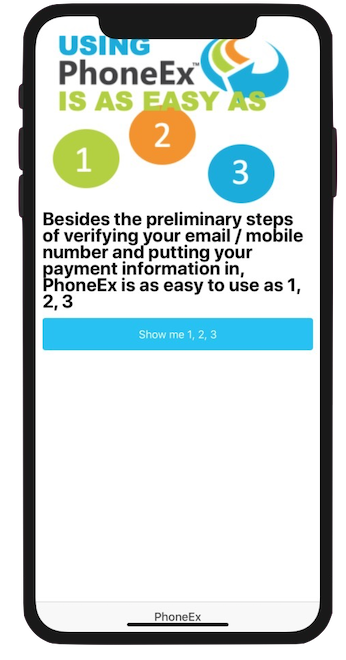 USING
PhoneEx™
IS AS EASY AS
1
2
3
Besides the preliminary steps
of verifying your email / mobile
number and putting your
payment information in,
PhoneEx is as easy to use as 1,
2, 3
Show me 1, 2, 3
PhoneEx